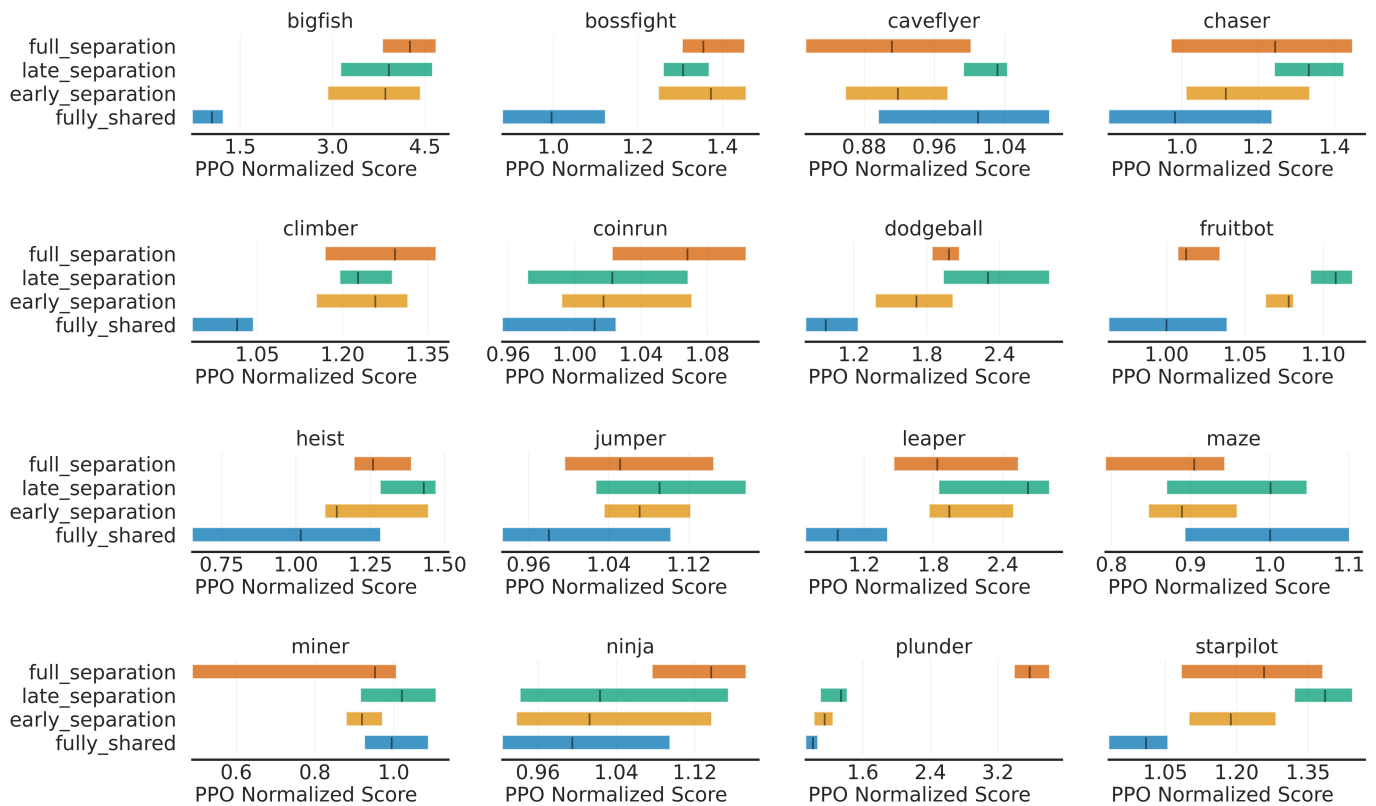 bigfish bossfight caveflyer chaser
full_separation
late_separation
early_separation
fully_shared
1.5 3.0 4.5 1.0 1.2 1.4 0.88 0.96 1.04 1.0 1.2 1.4
PPO Normalized Score PPO Normalized Score PPO Normalized Score PPO Normalized Score
climber coinrun dodgeball fruitbot
full_separation
late_separation
early_separation
fully_shared
1.05 1.20 1.35 0.96 1.00 1.04 1.08 1.2 1.8 2.4 1.00 1.05 1.10
PPO Normalized Score PPO Normalized Score PPO Normalized Score PPO Normalized Score
heist jumper leaper maze
full_separation
late_separation
early_separation
fully_shared
0.75 1.00 1.25 1.50 0.96 1.04 1.12 1.2 1.8 2.4 0.8 0.9 1.0 1.1
PPO Normalized Score PPO Normalized Score PPO Normalized Score PPO Normalized Score
miner ninja plunder starpilot
full_separation
late_separation
early_separation
fully_shared
0.6 0.8 1.0 0.96 1.04 1.12 1.6 2.4 3.2 1.05 1.20 1.35
PPO Normalized Score PPO Normalized Score PPO Normalized Score PPO Normalized Score